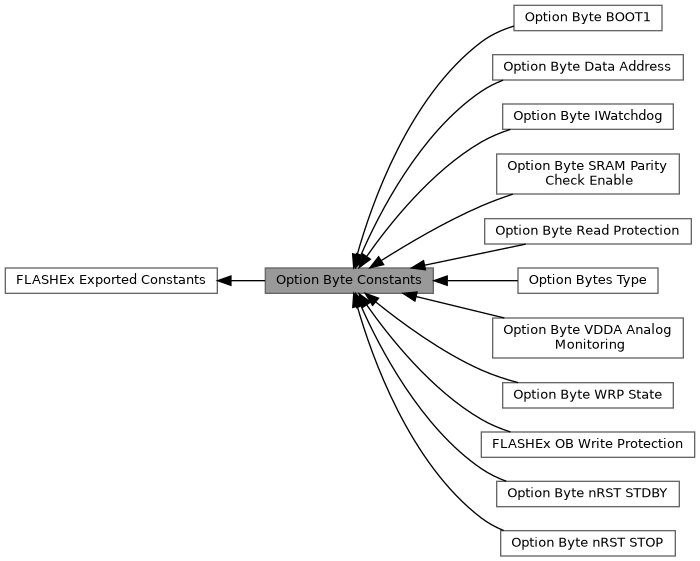 Option Byte BOOT1
Option Byte Data Address
Option Byte IWatchdog
Option Byte SRAM Parity
Check Enable
Option Byte Read Protection
FLASHEx Exported Constants
Option Byte Constants
Option Bytes Type
Option Byte VDDA Analog
Monitoring
Option Byte WRP State
FLASHEx OB Write Protection
Option Byte nRST STDBY
Option Byte nRST STOP